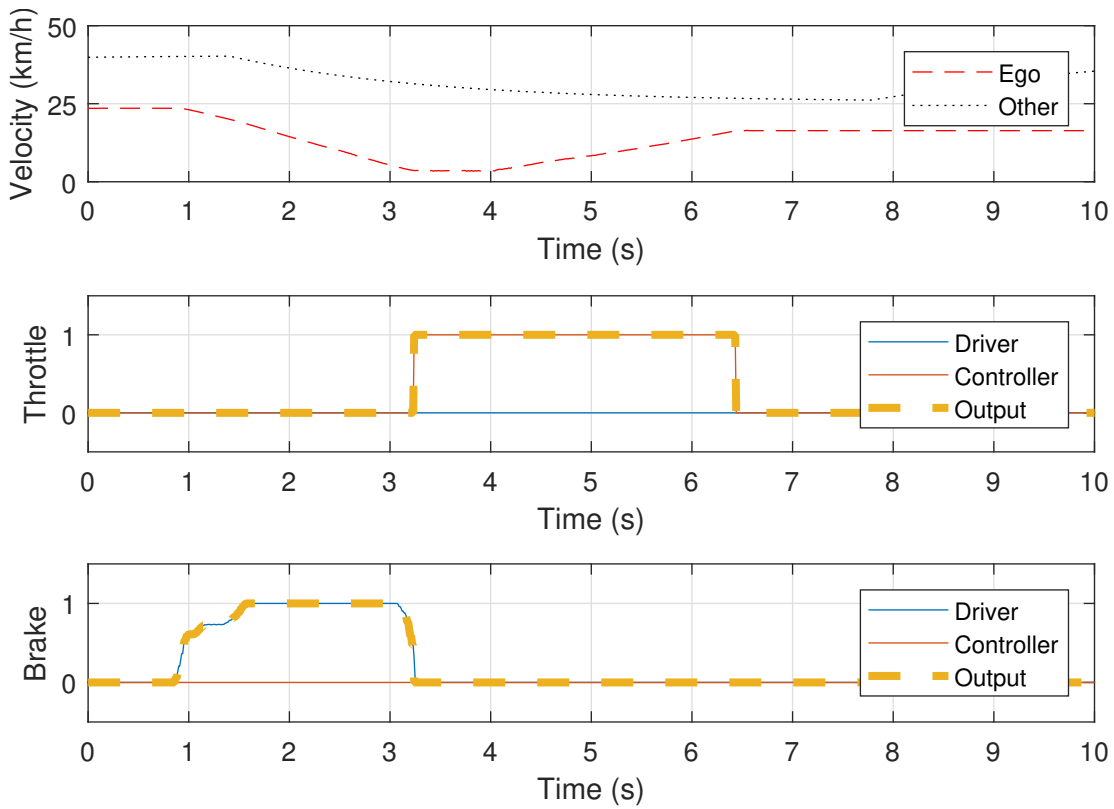 Velocity (km/h)
50
25
0
Ego
Other
0 1 2 3 4 5 6 7 8 9 10
Time (s)
Throttle
1
0
Driver
Controller
Output
0 1 2 3 4 5 6 7 8 9 10
Time (s)
Brake
1
0
Driver
Controller
Output
0 1 2 3 4 5 6 7 8 9 10
Time (s)